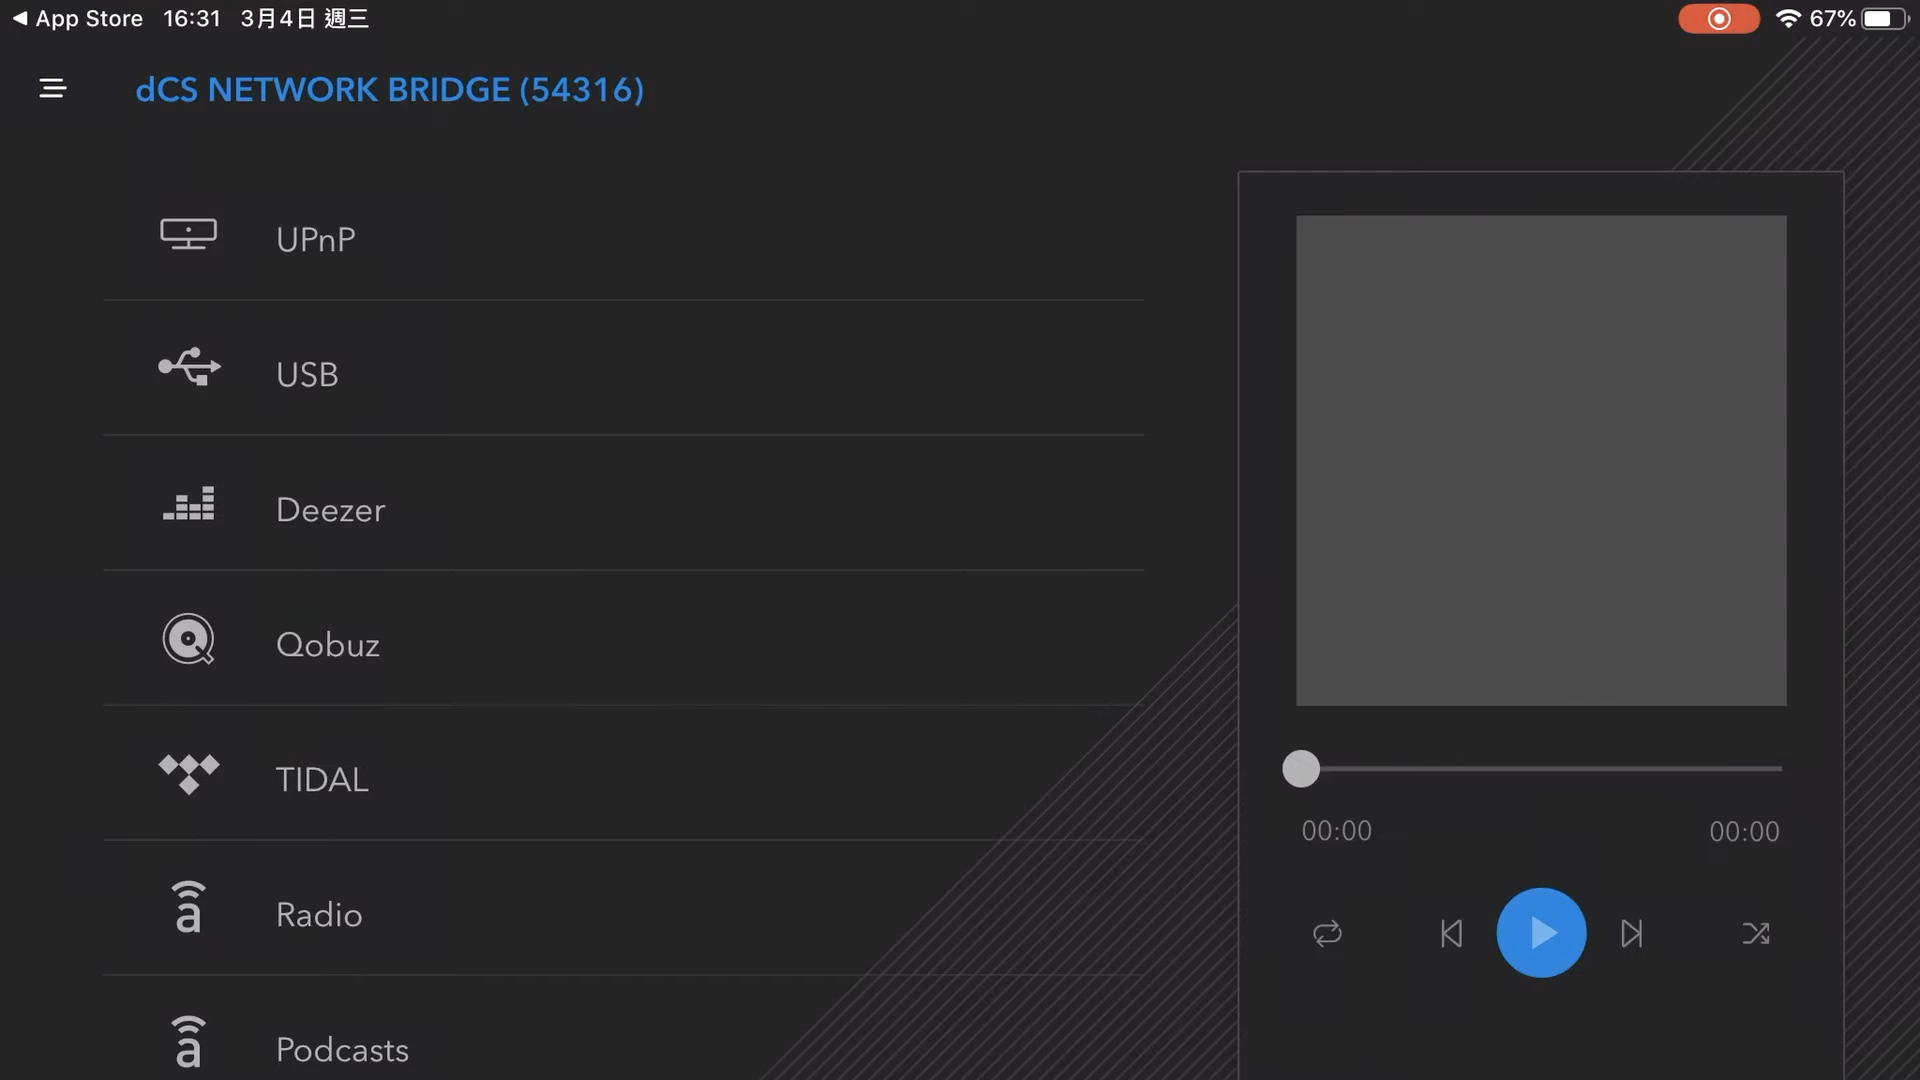 App Store 16:31 3月4日 週三 67%
dCS NETWORK BRIDGE (54316)
UPnP
USB
Deezer
Qobuz
TIDAL
Radio
Podcasts
00:00 00:00